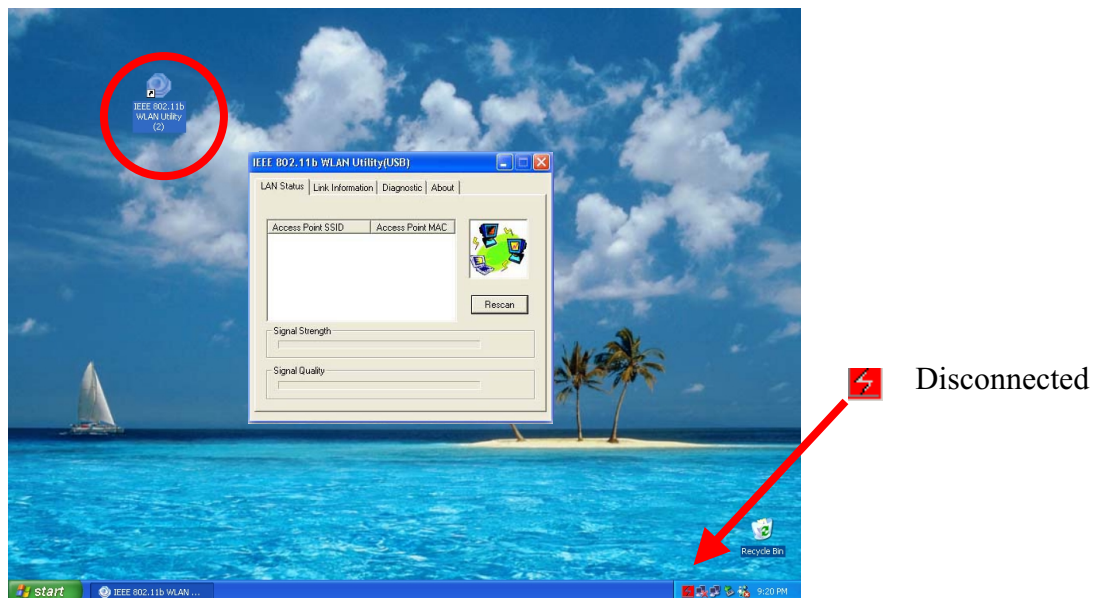 IEEE 802.11b
WLAN Utility
(2)
IEEE 802.11b WLAN Utility(USB)
LAN Status Link Information Diagnostic About
Access Point SSID Access Point MAC
Rescan
Signal Strength
Signal Quality
Disconnected
Recycle Bin
start IEEE 802.11b WLAN ... 9:20 PM